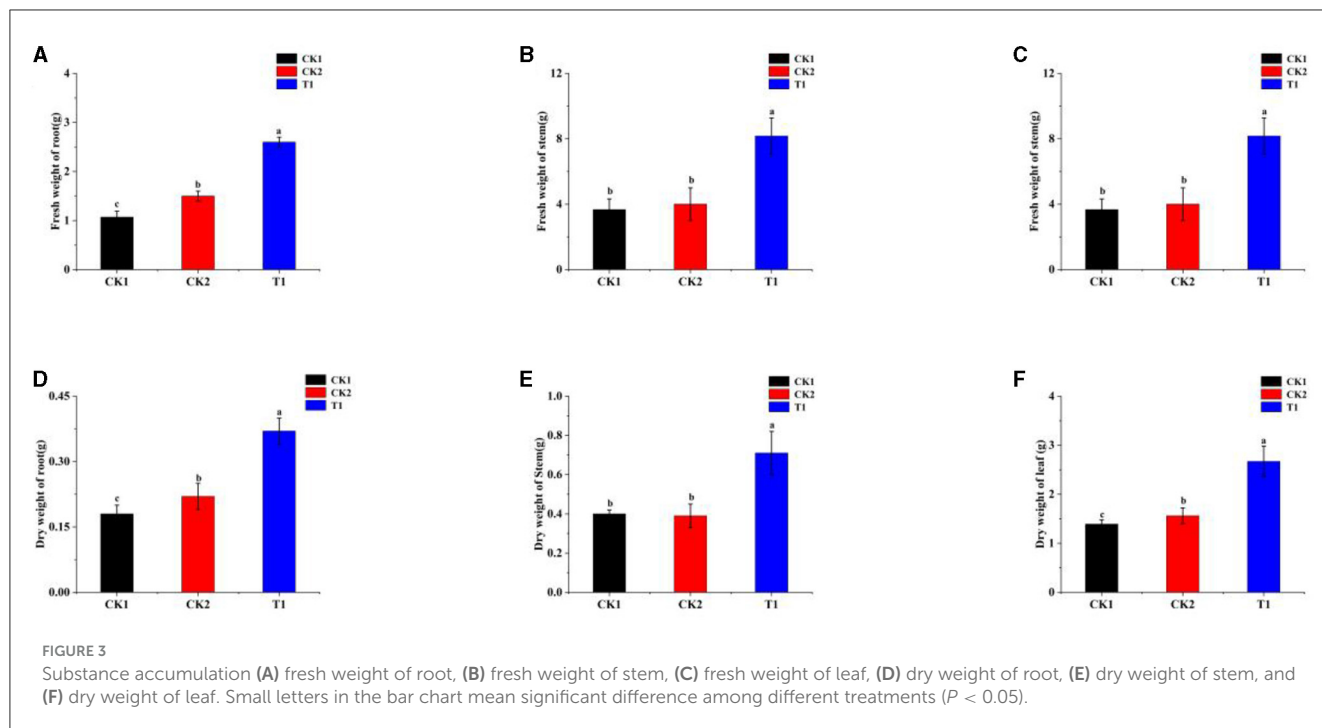 A
CK1
CK2
T1
4
3
2
1
0
Fresh weight of root(g)
c
b
a
CK1 CK2 T1
B
CK1
CK2
T1
12
8
4
0
Fresh weight of stem(g)
b
b
a
CK1 CK2 T1
C
CK1
CK2
T1
12
8
4
0
Fresh weight of stem(g)
b
b
a
CK1 CK2 T1
D
CK1
CK2
T1
0.45
0.30
0.15
0.00
Dry weight of root(g)
c
b
a
CK1 CK2 T1
E
CK1
CK2
T1
1.0
0.8
0.6
0.4
0.2
0.0
Dry weight of Stem(g)
b
b
a
CK1 CK2 T1
F
CK1
CK2
T1
4
3
2
1
0
Dry weight of leaf (g)
c
b
a
CK1 CK2 T1
FIGURE 3
Substance accumulation (A) fresh weight of root, (B) fresh weight of stem, (C) fresh weight of leaf, (D) dry weight of root, (E) dry weight of stem, and
(F) dry weight of leaf. Small letters in the bar chart mean significant difference among different treatments (P < 0.05).